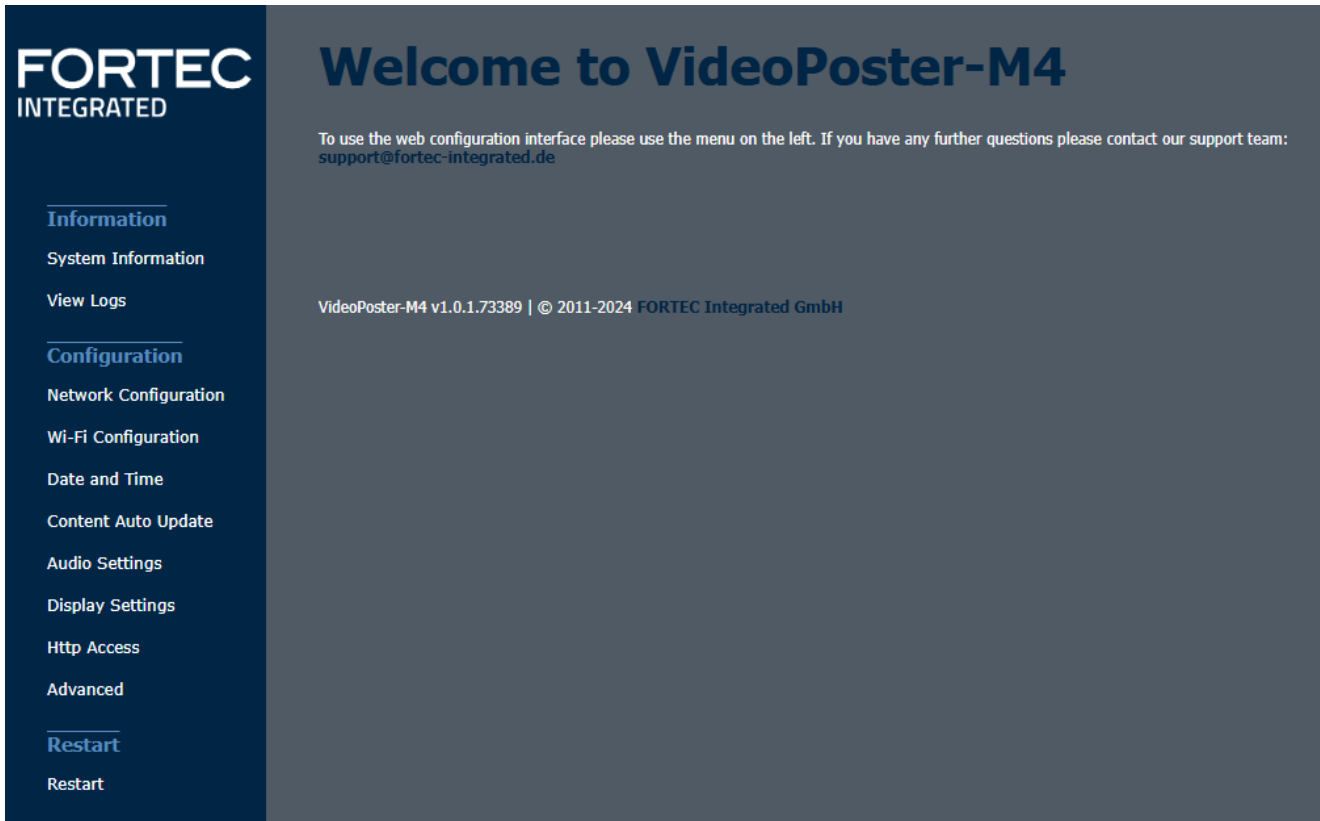 FORTEC
INTEGRATED
Information
System Information
View Logs
Configuration
Network Configuration
Wi-Fi Configuration
Date and Time
Content Auto Update
Audio Settings
Display Settings
Http Access
Advanced
Restart
Restart
Welcome to VideoPoster-M4
To use the web configuration interface please use the menu on the left. If you have any further questions please contact our support team:
support@fortec-integrated.de
VideoPoster-M4 v1.0.1.73389 | © 2011-2024 FORTEC Integrated GmbH